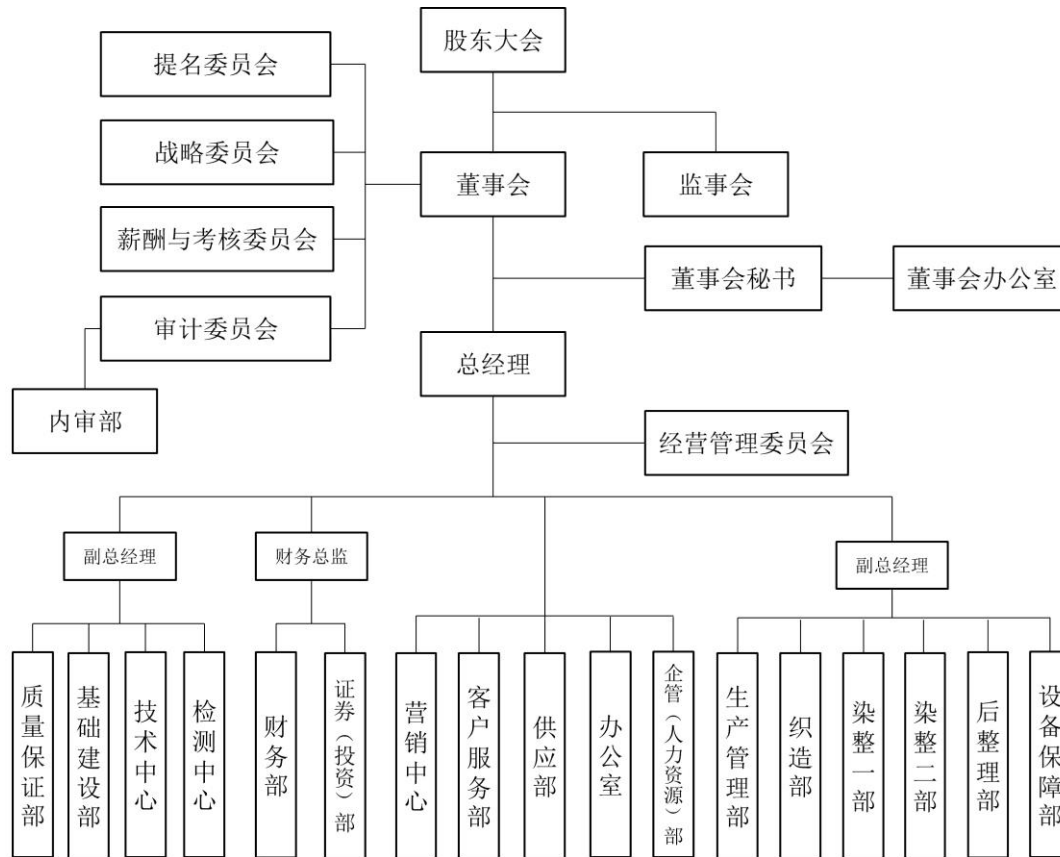 股东大会
提名委员会
战略委员会
董事会
监事会
薪酬与考核委员会
董事会秘书
董事会办公室
审计委员会
总经理
内审部
经营管理委员会
副总经理
财务总监
副总经理
质量保证部
基础建设部
技术中心
检测中心
财务部
证券（投资）部
营销中心
客户服务部
供应部
办公室
企管（人力资源）部
生产管理部
织造部
染整一部
染整二部
后整理部
设备保障部